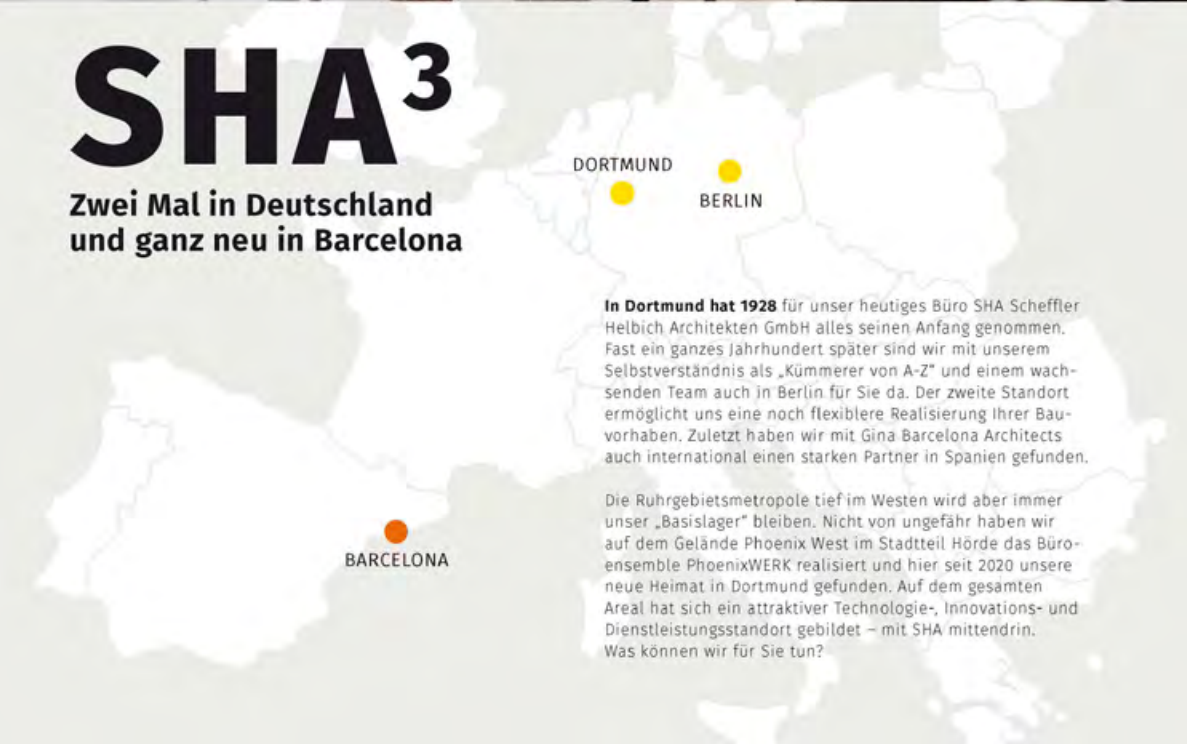 SHA³
Zwei Mal in Deutschland
und ganz neu in Barcelona
DORTMUND
BERLIN
BARCELONA
In Dortmund hat 1928 für unser heutiges Büro SHA Scheffler
Helbich Architekten GmbH alles seinen Anfang genommen.
Fast ein ganzes Jahrhundert später sind wir mit unserem
Selbstverständnis als „Kümmerer von A-Z“ und einem wach-
senden Team auch in Berlin für Sie da. Der zweite Standort
ermöglicht uns eine noch flexiblere Realisierung Ihrer Bau-
vorhaben. Zuletzt haben wir mit Gina Barcelona Architects
auch international einen starken Partner in Spanien gefunden.
Die Ruhrgebietsmetropole tief im Westen wird aber immer
unser „Basislager“ bleiben. Nicht von ungefähr haben wir
auf dem Gelände Phoenix West im Stadtteil Hörde das Büro-
ensemble PhoenixWERK realisiert und hier seit 2020 unsere
neue Heimat in Dortmund gefunden. Auf dem gesamten
Areal hat sich ein attraktiver Technologie-, Innovations- und
Dienstleistungsstandort gebildet – mit SHA mittendrin.
Was können wir für Sie tun?